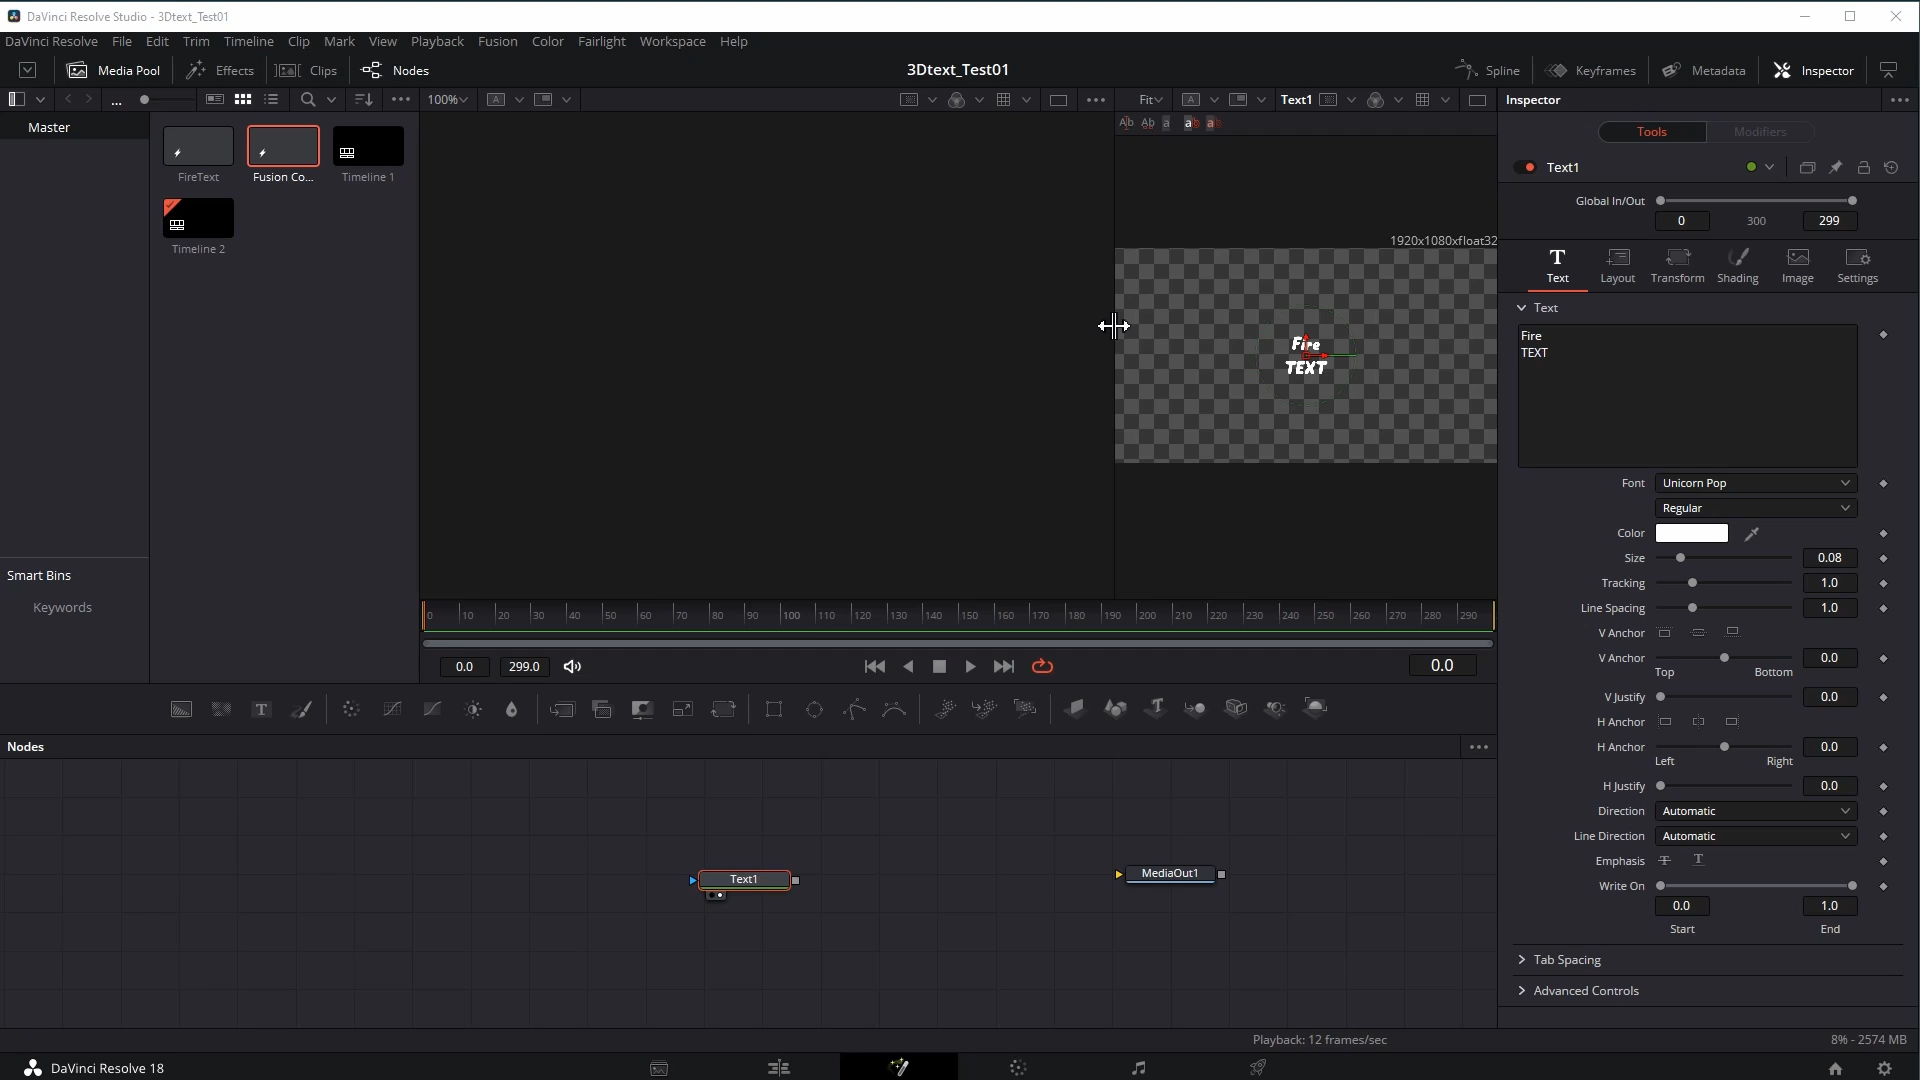 DaVinci Resolve Studio - 3Dtext_Test01
DaVinci Resolve File Edit Trim Timeline Clip Mark View Playback Fusion Color Fairlight Workspace Help
Media Pool Effects Clips Nodes 3Dtext_Test01 Spline Keyframes Metadata Inspector
... 100% Fit Text1 Inspector
Master
FireText Fusion Co... Timeline 1
Timeline 2
Smart Bins
Keywords
1920x1080xfloat32
Fire
TEXT
0 10 20 30 40 50 60 70 80 90 100 110 120 130 140 150 160 170 180 190 200 210 220 230 240 250 260 270 280 290
0.0 299.0 0.0
Nodes
Text1 MediaOut1
Tools Modifiers
Text1
Global In/Out
0 300 299
Text Layout Transform Shading Image Settings
Text
Fire
TEXT
Font Unicorn Pop
Regular
Color
Size 0.08
Tracking 1.0
Line Spacing 1.0
V Anchor
V Anchor 0.0
Top Bottom
V Justify 0.0
H Anchor
H Anchor 0.0
Left Right
H Justify 0.0
Direction Automatic
Line Direction Automatic
Emphasis
Write On
0.0 1.0
Start End
Tab Spacing
Advanced Controls
Playback: 12 frames/sec 8% - 2574 MB
DaVinci Resolve 18